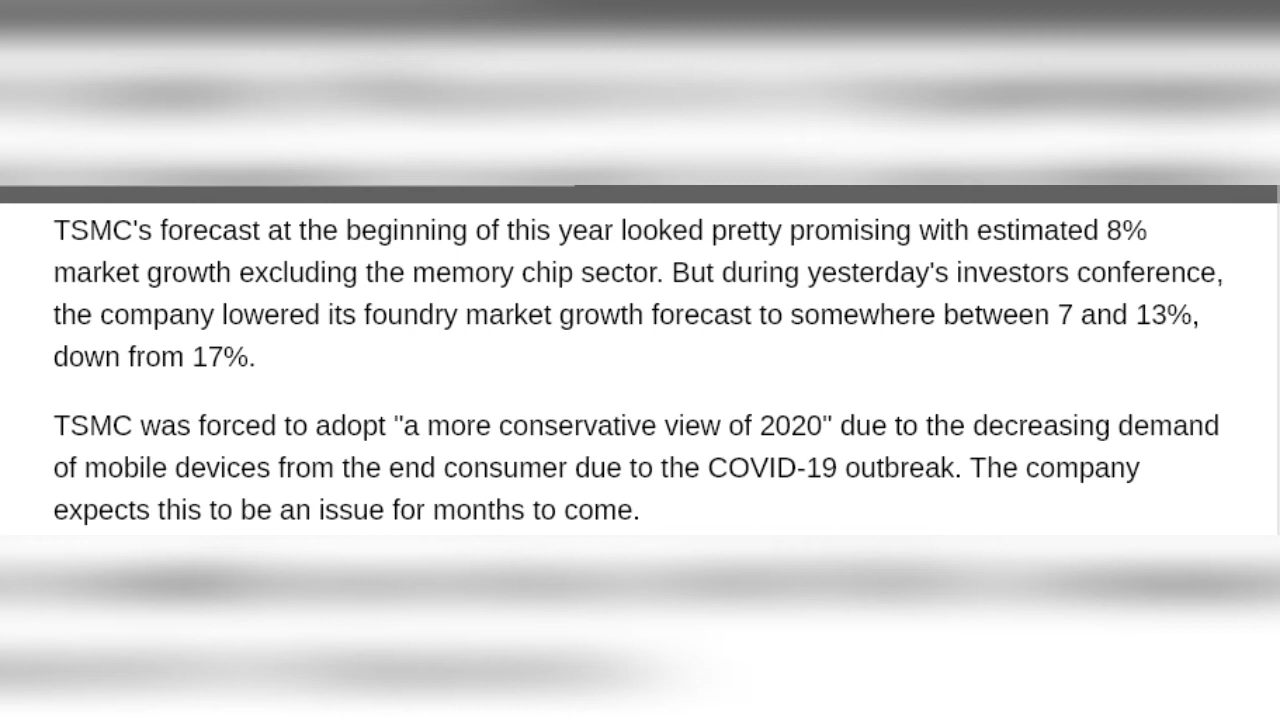 TSMC's forecast at the beginning of this year looked pretty promising with estimated 8%
market growth excluding the memory chip sector. But during yesterday's investors conference,
the company lowered its foundry market growth forecast to somewhere between 7 and 13%,
down from 17%.
TSMC was forced to adopt "a more conservative view of 2020" due to the decreasing demand
of mobile devices from the end consumer due to the COVID-19 outbreak. The company
expects this to be an issue for months to come.